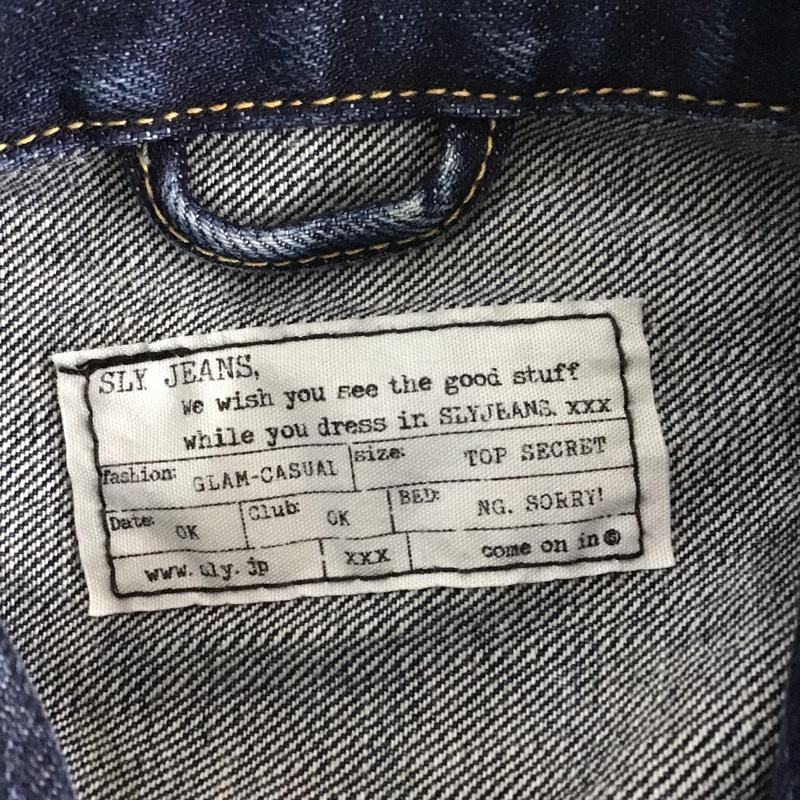 SLY JEANS,
We wish you see the good stuff
while you dress in SLYJEANS. xxx
fashion: GLAM-CASUAL size: TOP SECRET
Date: OK Club: OK BED: NG. SORRY!
www.sly.jp xxx come on in